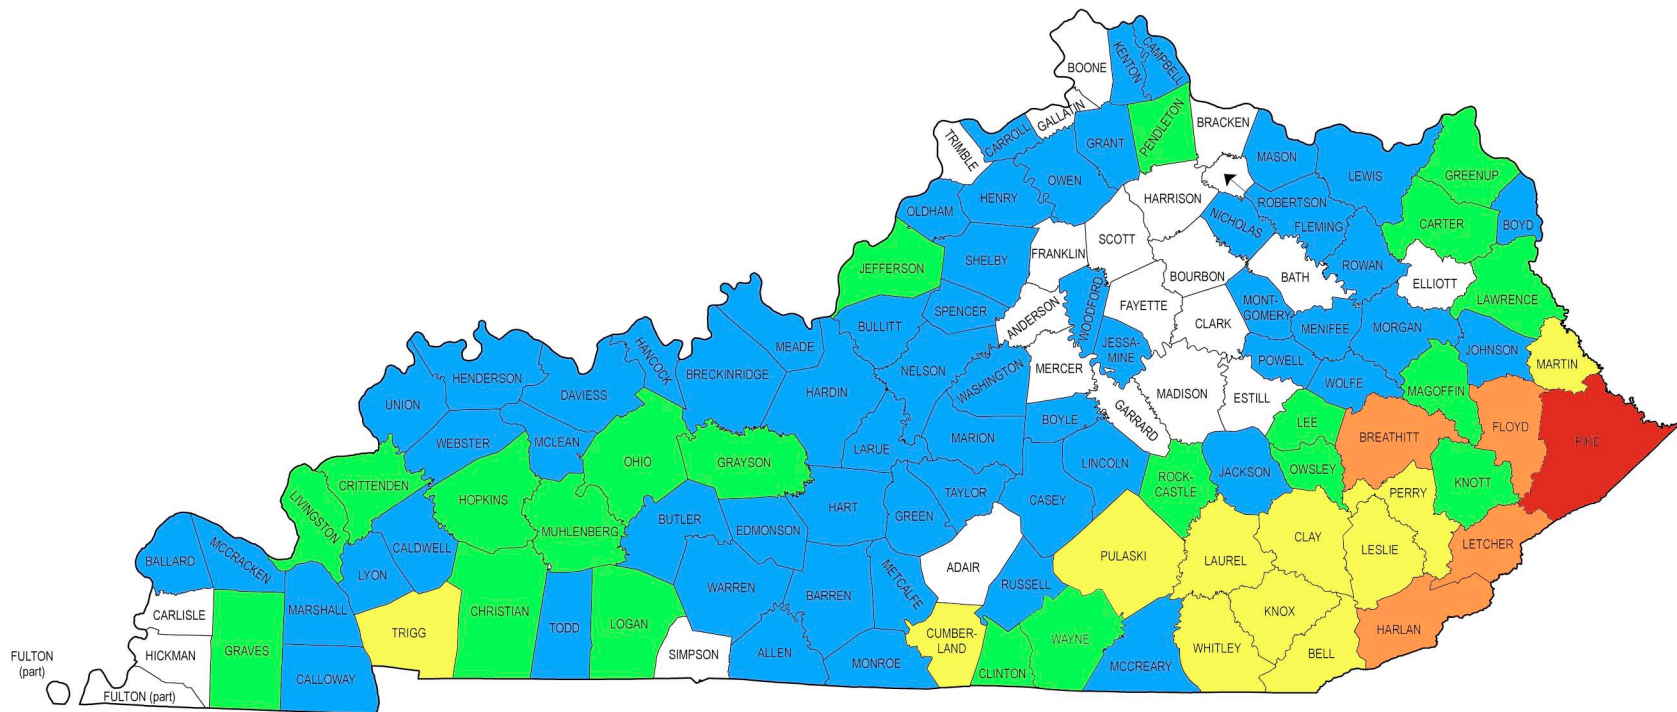 BOONE
KENTON
CAMPBELL
GALLATIN
PENDLETON
BRACKEN
TRIMBLE
CARROLL
GRANT
MASON
LEWIS
GREENUP
OWEN
HARRISON
ROBERTSON
HENRY
OLDHAM
NICHOLAS
FLEMING
CARTER
BOYD
SCOTT
FRANKLIN
SHELBY
JEFFERSON
BOURBON
BATH
ROWAN
ELLIOTT
LAWRENCE
WOODFORD
FAYETTE
ANDERSON
SPENCER
BULLITT
CLARK
MONT-
GOMERY
MENIFEE
MORGAN
JOHNSON
MARTIN
JESSA-
MINE
MEADE
HANCOCK
BRECKINRIDGE
NELSON
WASHINGTON
MERCER
POWELL
WOLFE
MAGOFFIN
HENDERSON
DAVIESS
UNION
HARDIN
MADISON
ESTILL
GARRARD
BOYLE
LEE
BREATHITT
FLOYD
PIKE
WEBSTER
MCLEAN
LARUE
MARION
LINCOLN
OHIO
GRAYSON
ROCK-
CASTLE
JACKSON
OWSLEY
KNOTT
PERRY
CRITTENDEN
LIVINGSTON
HOPKINS
MUHLENBERG
HART
GREEN
TAYLOR
CASEY
BUTLER
EDMONSON
CLAY
LESLIE
LETCHER
BALLARD
MCCRACKEN
LYON
CALDWELL
ADAIR
PULASKI
LAUREL
METCALFE
RUSSELL
WARREN
BARREN
CARLISLE
MARSHALL
CHRISTIAN
TODD
LOGAN
KNOX
HARLAN
TRIGG
CUMBER-
LAND
WAYNE
HICKMAN
GRAVES
SIMPSON
ALLEN
MONROE
CLINTON
MCCREARY
WHITLEY
BELL
FULTON
(part)
CALLOWAY
FULTON (part)